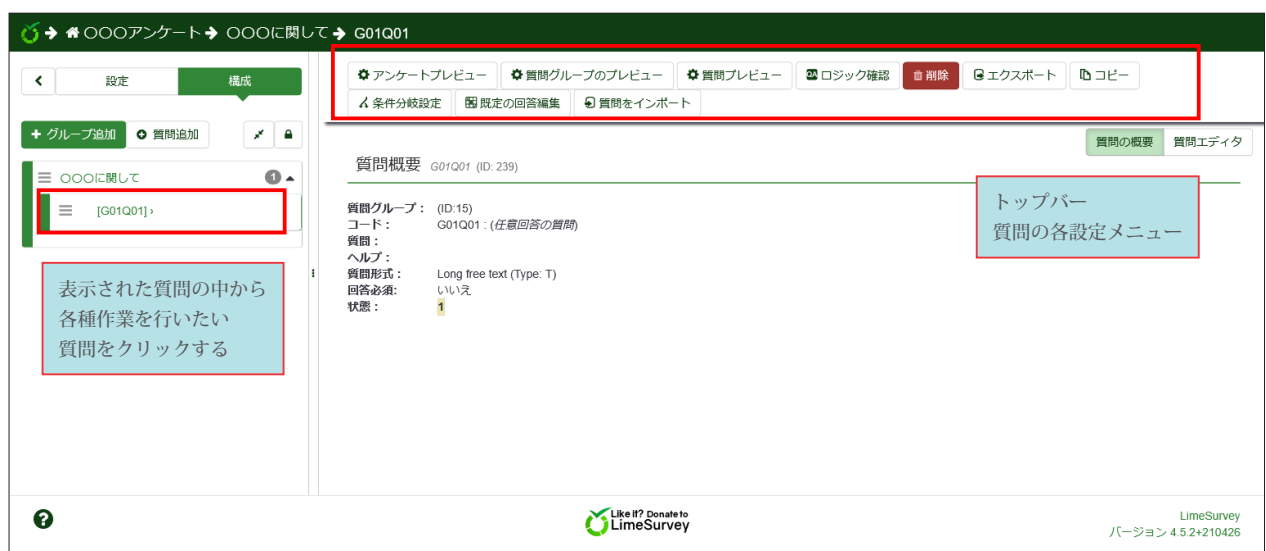 〇〇〇アンケート 〇〇〇に関して G01Q01
設定 構成
アンケートプレビュー 質問グループのプレビュー 質問プレビュー ロジック確認 削除 エクスポート コピー
条件分岐設定 既定の回答編集 質問をインポート
+ グループ追加 質問追加
質問の概要 質問エディタ
〇〇〇に関して 1
[G01Q01] ›
質問概要 G01Q01 (ID: 239)
トップバー
質問の各設定メニュー
質問グループ： (ID:15)
コード： G01Q01 : (任意回答の質問)
質問：
ヘルプ：
質問形式： Long free text (Type: T)
回答必須: いいえ
状態： 1
表示された質問の中から
各種作業を行いたい
質問をクリックする
Like it? Donate to
LimeSurvey
LimeSurvey
バージョン 4.5.2+210426